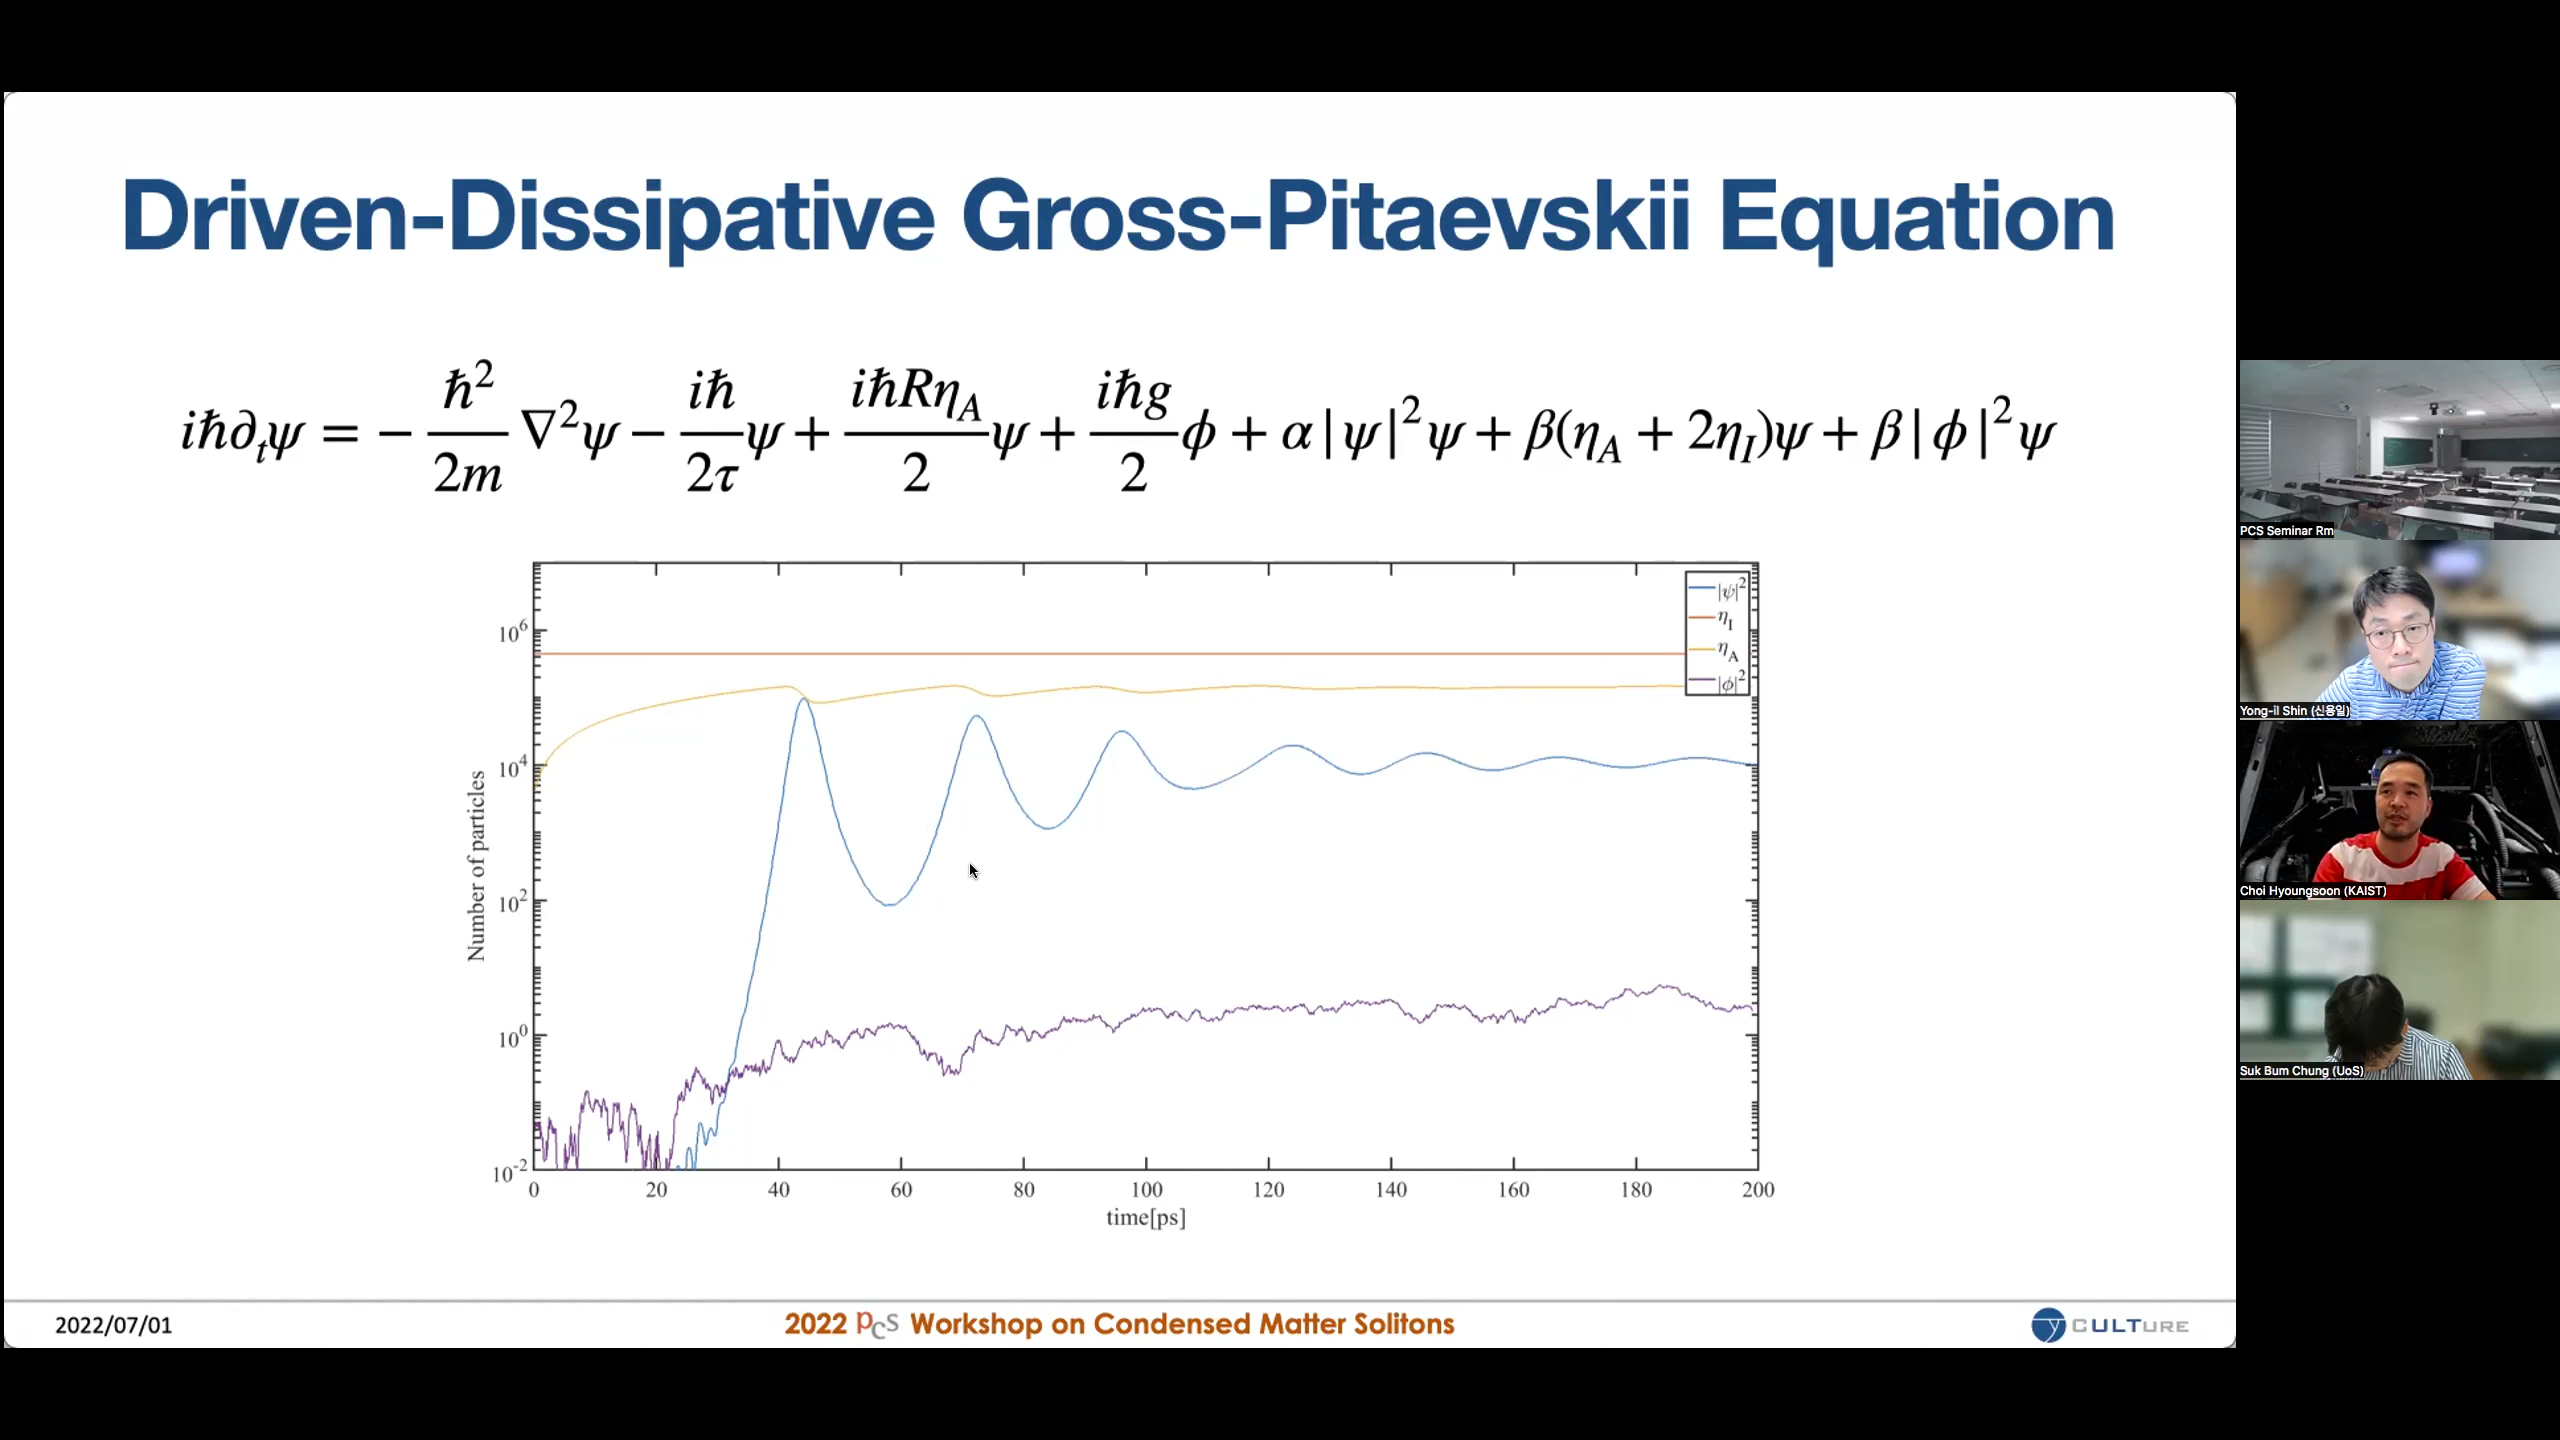 Driven-Dissipative Gross-Pitaevskii Equation
iℏ∂ₜψ = − ℏ²/2m ∇²ψ − iℏ/2τ ψ + iℏRη_A/2 ψ + iℏg/2 ϕ + α|ψ|²ψ + β(η_A + 2η_I)ψ + β|ϕ|²ψ
|ψ|²
η_I
η_A
|ϕ|²
10⁶
10⁴
10²
10⁰
10⁻²
Number of particles
0 20 40 60 80 100 120 140 160 180 200
time[ps]
2022/07/01
2022 PCS Workshop on Condensed Matter Solitons
CULTURE
PCS Seminar Rm
Yong-il Shin (신용일)
Choi Hyoungsoon (KAIST)
Suk Bum Chung (UoS)